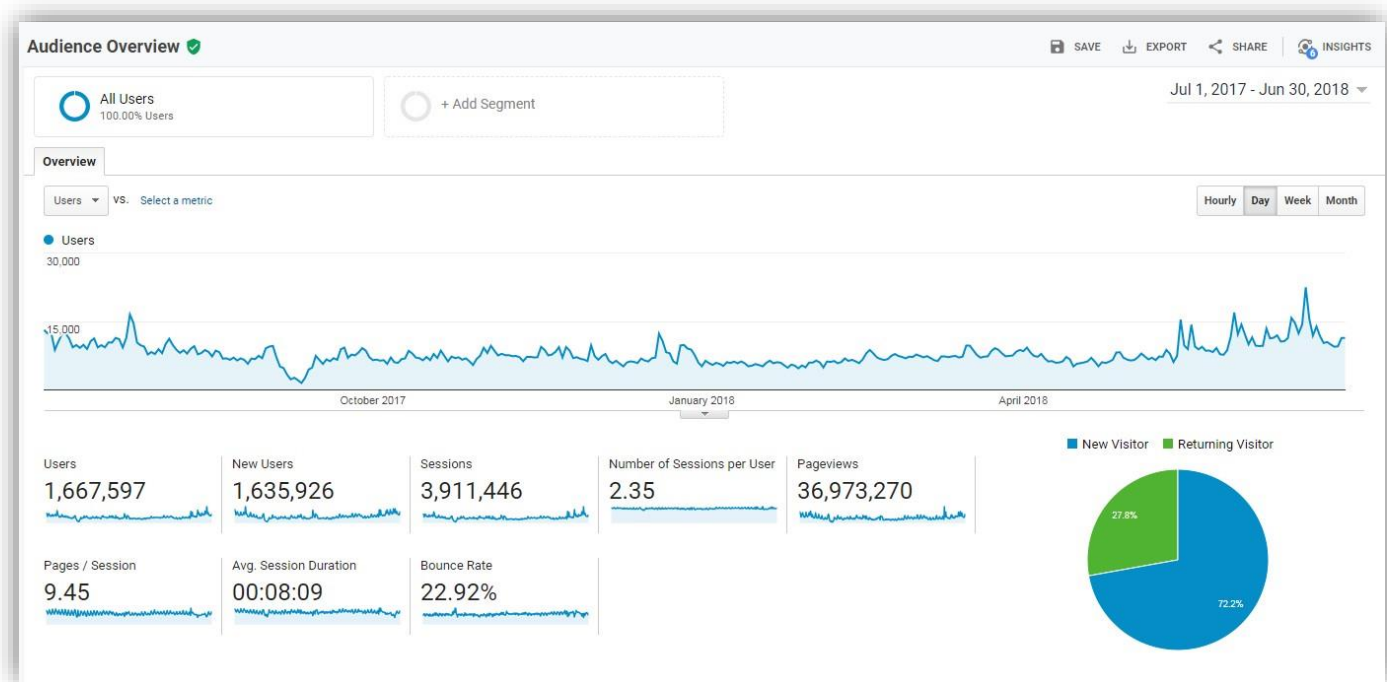 Audience Overview
SAVE EXPORT SHARE INSIGHTS
6
All Users
100.00% Users
+ Add Segment
Jul 1, 2017 - Jun 30, 2018
Overview
Users VS. Select a metric
Hourly Day Week Month
Users
30,000
15,000
October 2017 January 2018 April 2018
New Visitor Returning Visitor
Users New Users Sessions Number of Sessions per User Pageviews
1,667,597 1,635,926 3,911,446 2.35 36,973,270
27.8%
Pages / Session Avg. Session Duration Bounce Rate
9.45 00:08:09 22.92%
72.2%